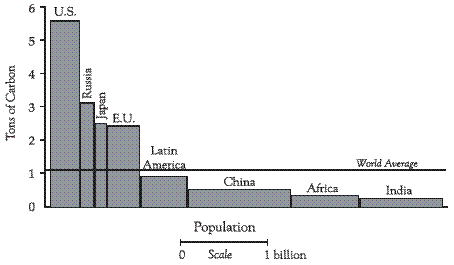 6
5
4
3
2
1
0
Tons of Carbon
U.S.
Russia
Japan
E.U.
Latin
America
China
Africa
India
World Average
Population
0 Scale 1 billion